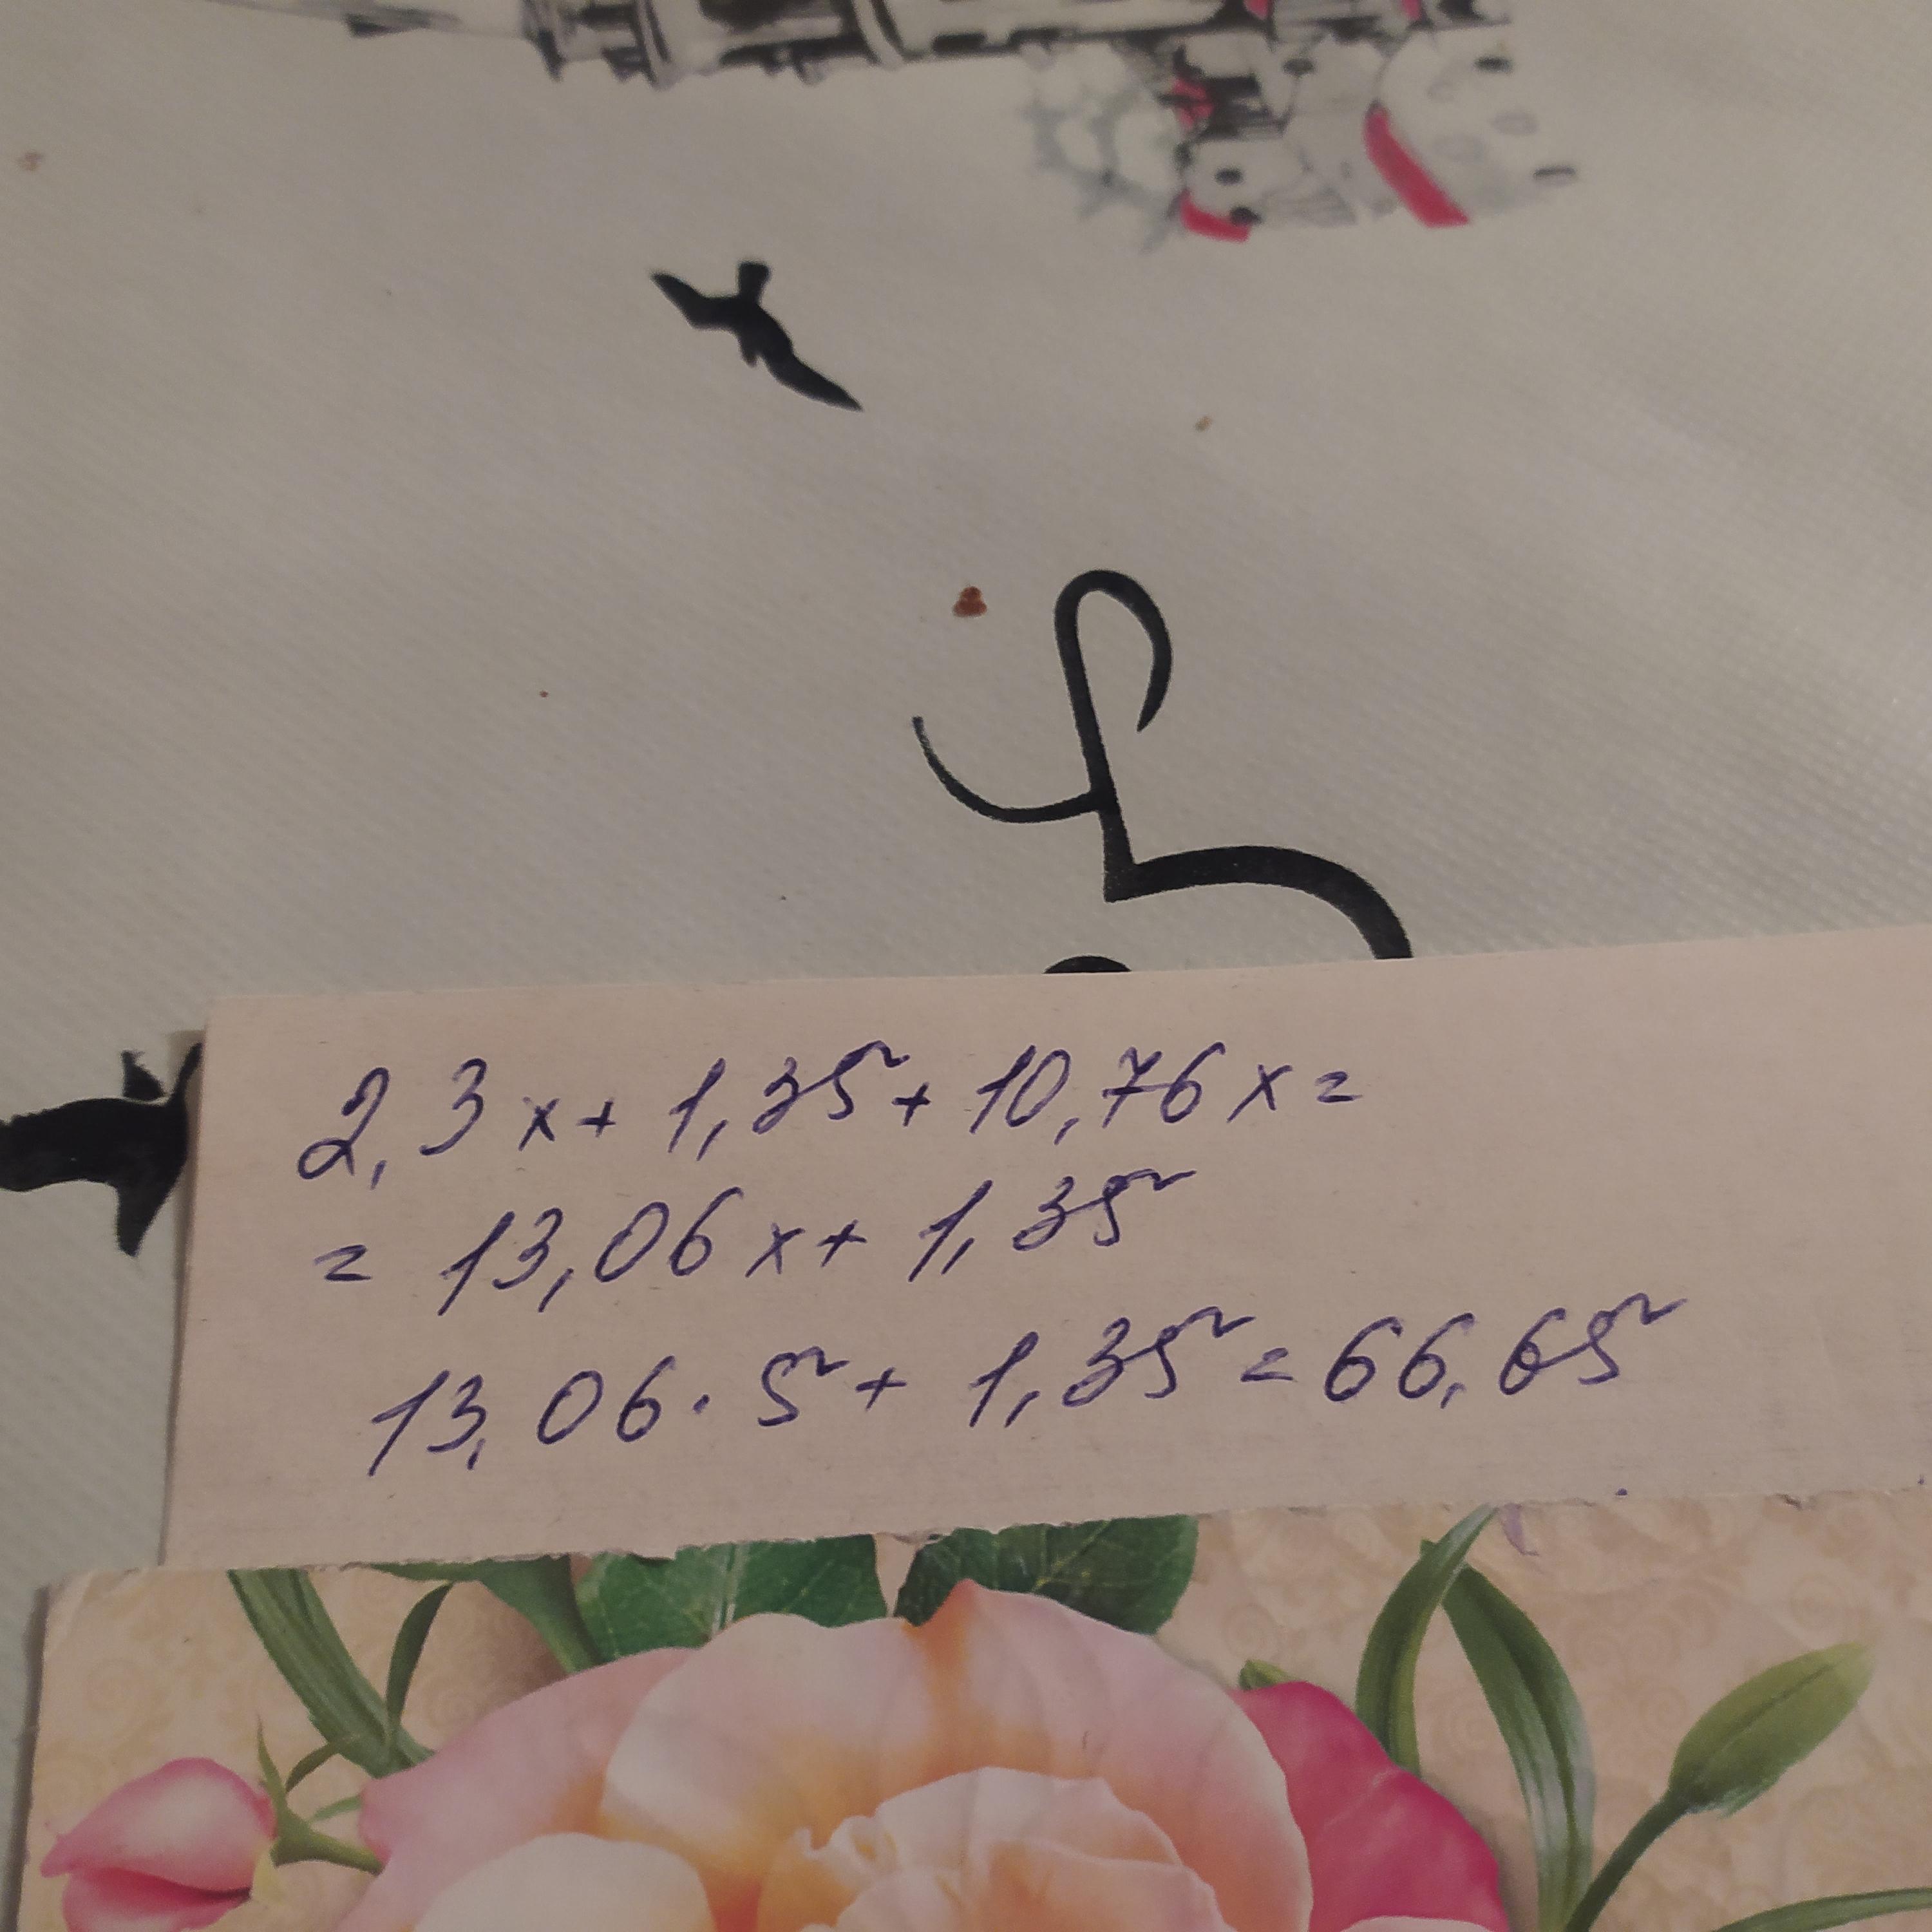 2,3x + 1,35 + 10,76x =
= 13,06x + 1,35
13,06 · 5 + 1,35 = 66,65